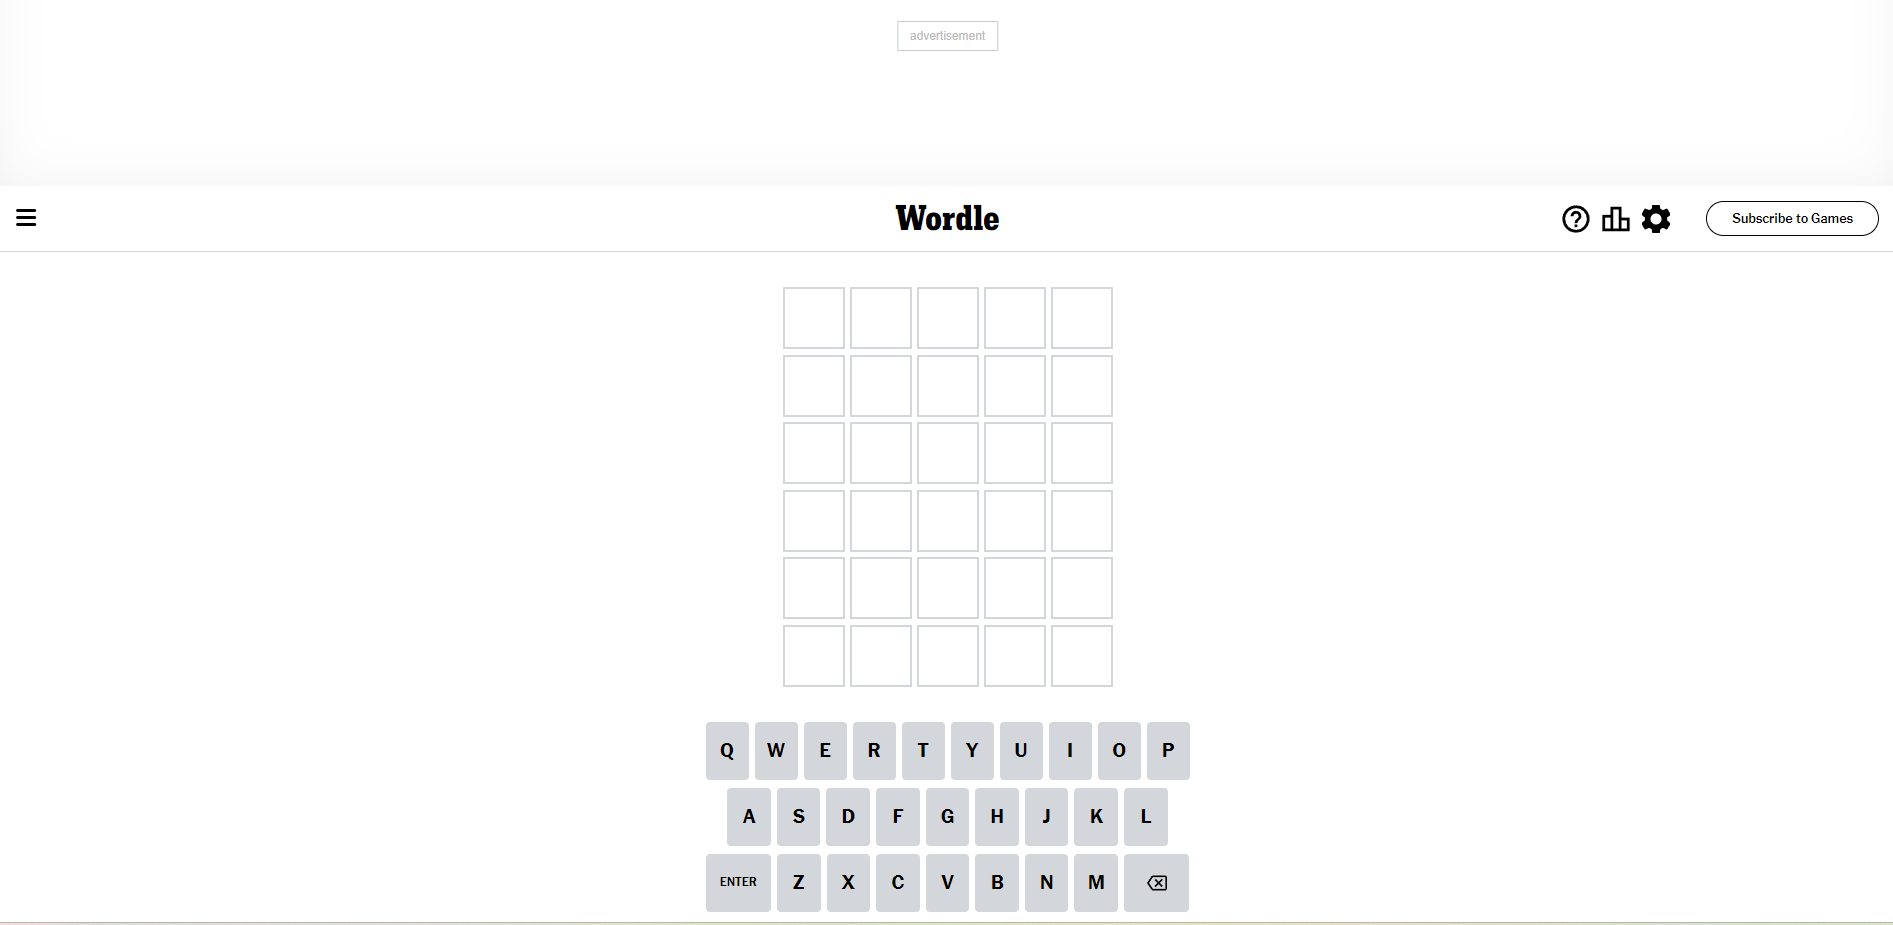 advertisement
Wordle
Subscribe to Games
Q W E R T Y U I O P
A S D F G H J K L
ENTER Z X C V B N M